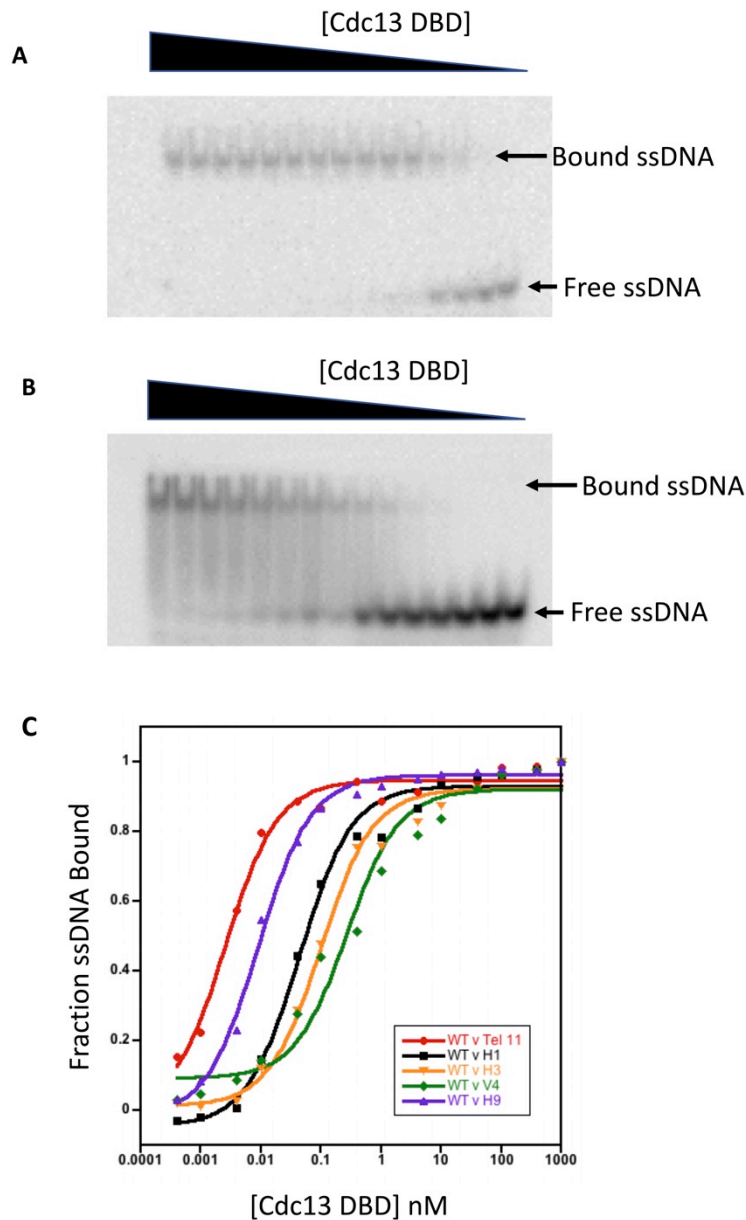 [Cdc13 DBD]
A
Bound ssDNA
Free ssDNA
[Cdc13 DBD]
B
Bound ssDNA
Free ssDNA
C
1
0.8
0.6
0.4
0.2
0
Fraction ssDNA Bound
WT v Tel 11
WT v H1
WT v H3
WT v V4
WT v H9
0.0001 0.001 0.01 0.1 1 10 100 1000
[Cdc13 DBD] nM